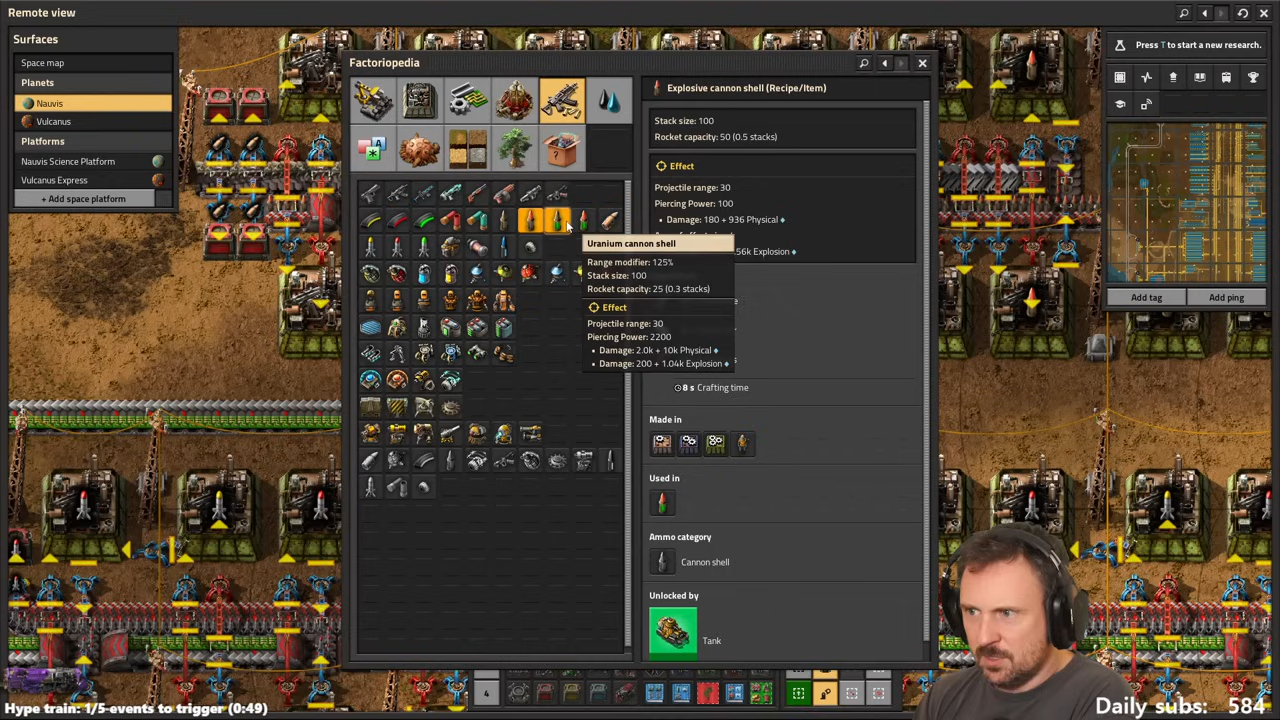 Remote view
Surfaces
Space map
Planets
Nauvis
Vulcanus
Platforms
Nauvis Science Platform
Vulcanus Express
+ Add space platform
Factoriopedia
Explosive cannon shell (Recipe/Item)
Stack size: 100
Rocket capacity: 50 (0.5 stacks)
Effect
Projectile range: 30
Piercing Power: 100
Damage: 180 + 936 Physical
.56k Explosion
Uranium cannon shell
Range modifier: 125%
Stack size: 100
Rocket capacity: 25 (0.3 stacks)
Effect
Projectile range: 30
Piercing Power: 2200
Damage: 2.0k + 10k Physical
Damage: 200 + 1.04k Explosion
8 s Crafting time
Made in
Used in
Ammo category
Cannon shell
Unlocked by
Tank
Press T to start a new research.
Add tag
Add ping
4
Hype train: 1/5 events to trigger (0:49)
Daily subs: 584